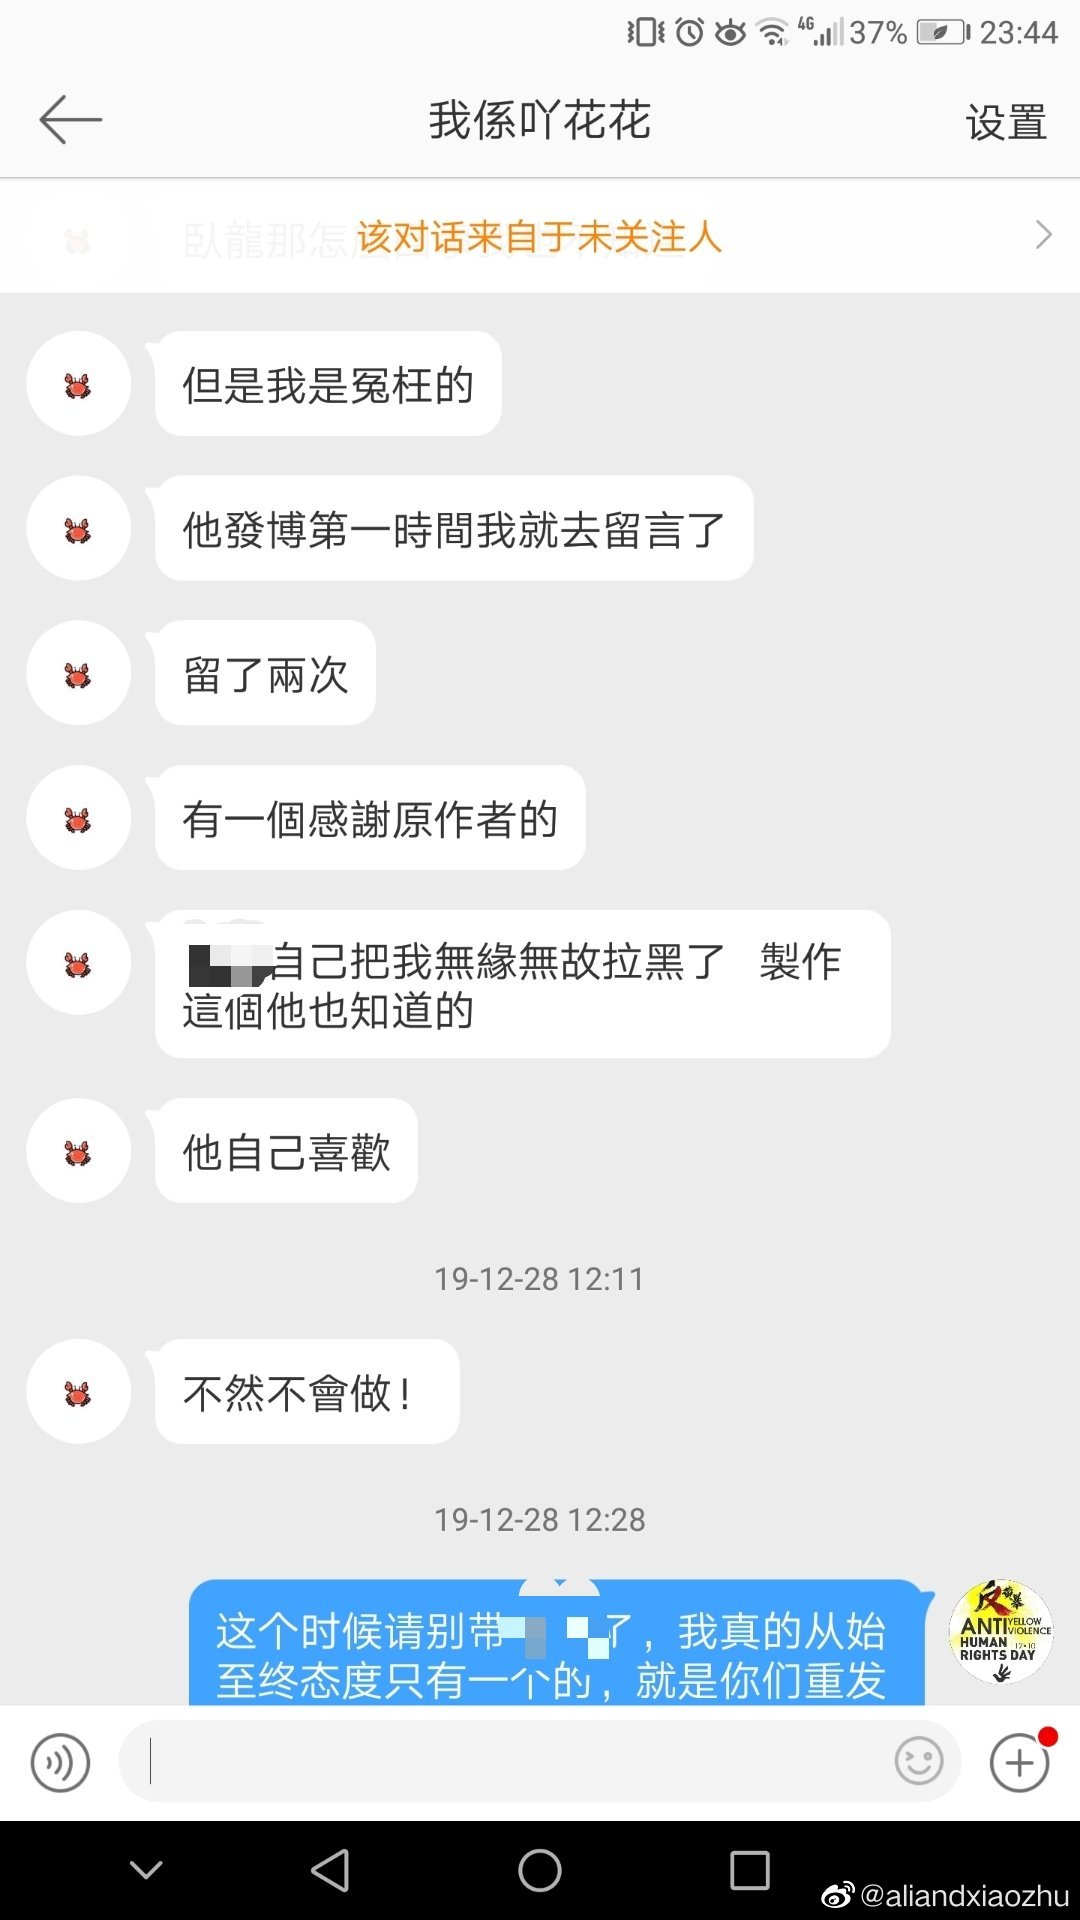 4G 37% 23:44
我係吖花花
设置
臥龍那怎
该对话来自于未关注人
但是我是冤枉的
他發博第一時間我就去留言了
留了兩次
有一個感謝原作者的
自己把我無緣無故拉黑了 製作
這個他也知道的
他自己喜歡
19-12-28 12:11
不然不會做!
19-12-28 12:28
这个时候请别带 了，我真的从始
至终态度只有一个的，就是你们重发
反黄暴
ANTI YELLOW
VIOLENCE
HUMAN 12·10
RIGHTS DAY
@aliandxiaozhu